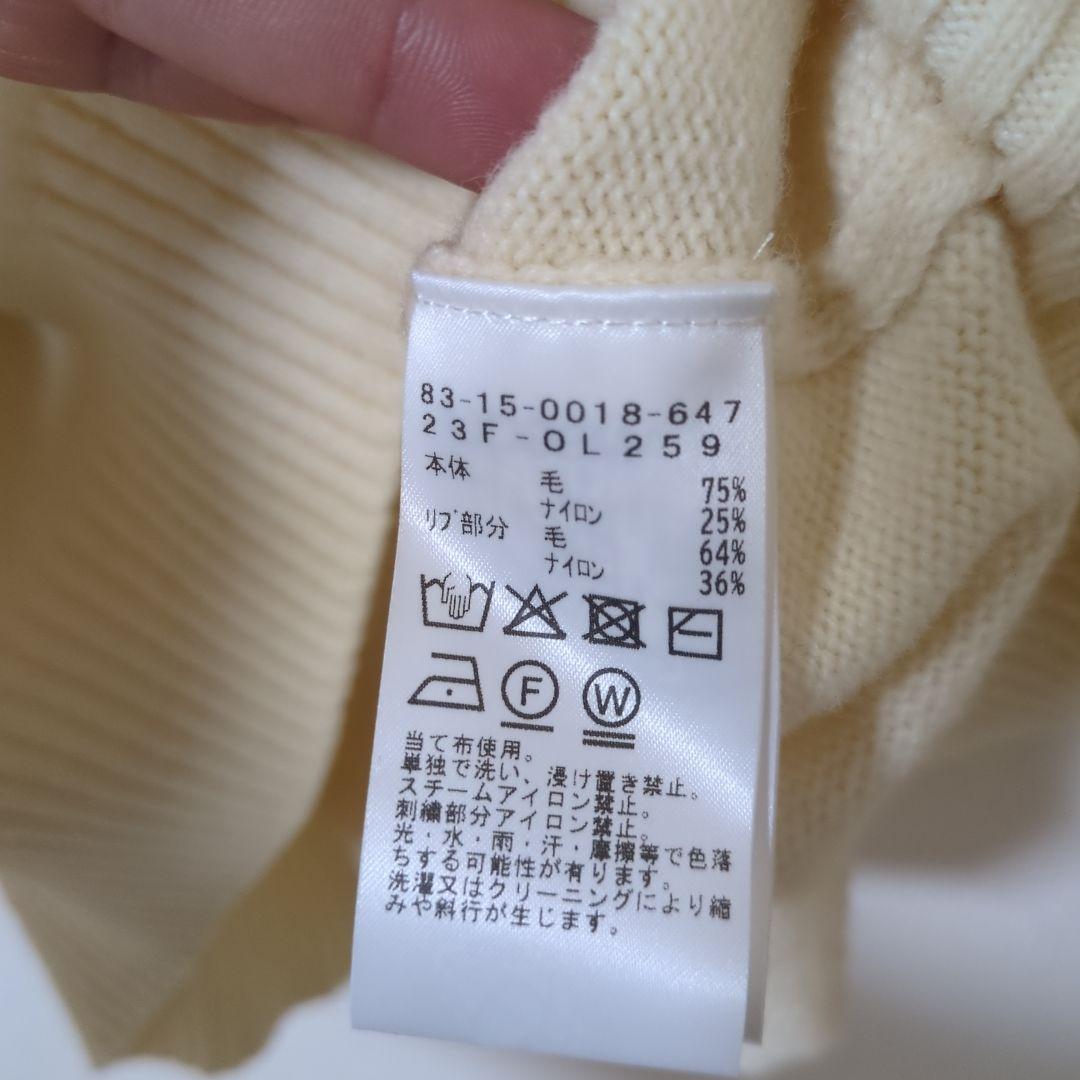 83-15-0018-647
23F-OL259
本体 毛 75%
ナイロン 25%
リブ部分 毛 64%
ナイロン 36%
F W
当て布使用。
単独で洗い、浸け置き禁止。
スチームアイロン禁止。
刺繍部分アイロン禁止。
光・水・雨・汗・摩擦等で色落
ちする可能性が有ります。
洗濯又はクリーニングにより縮
みや斜行が生じます。